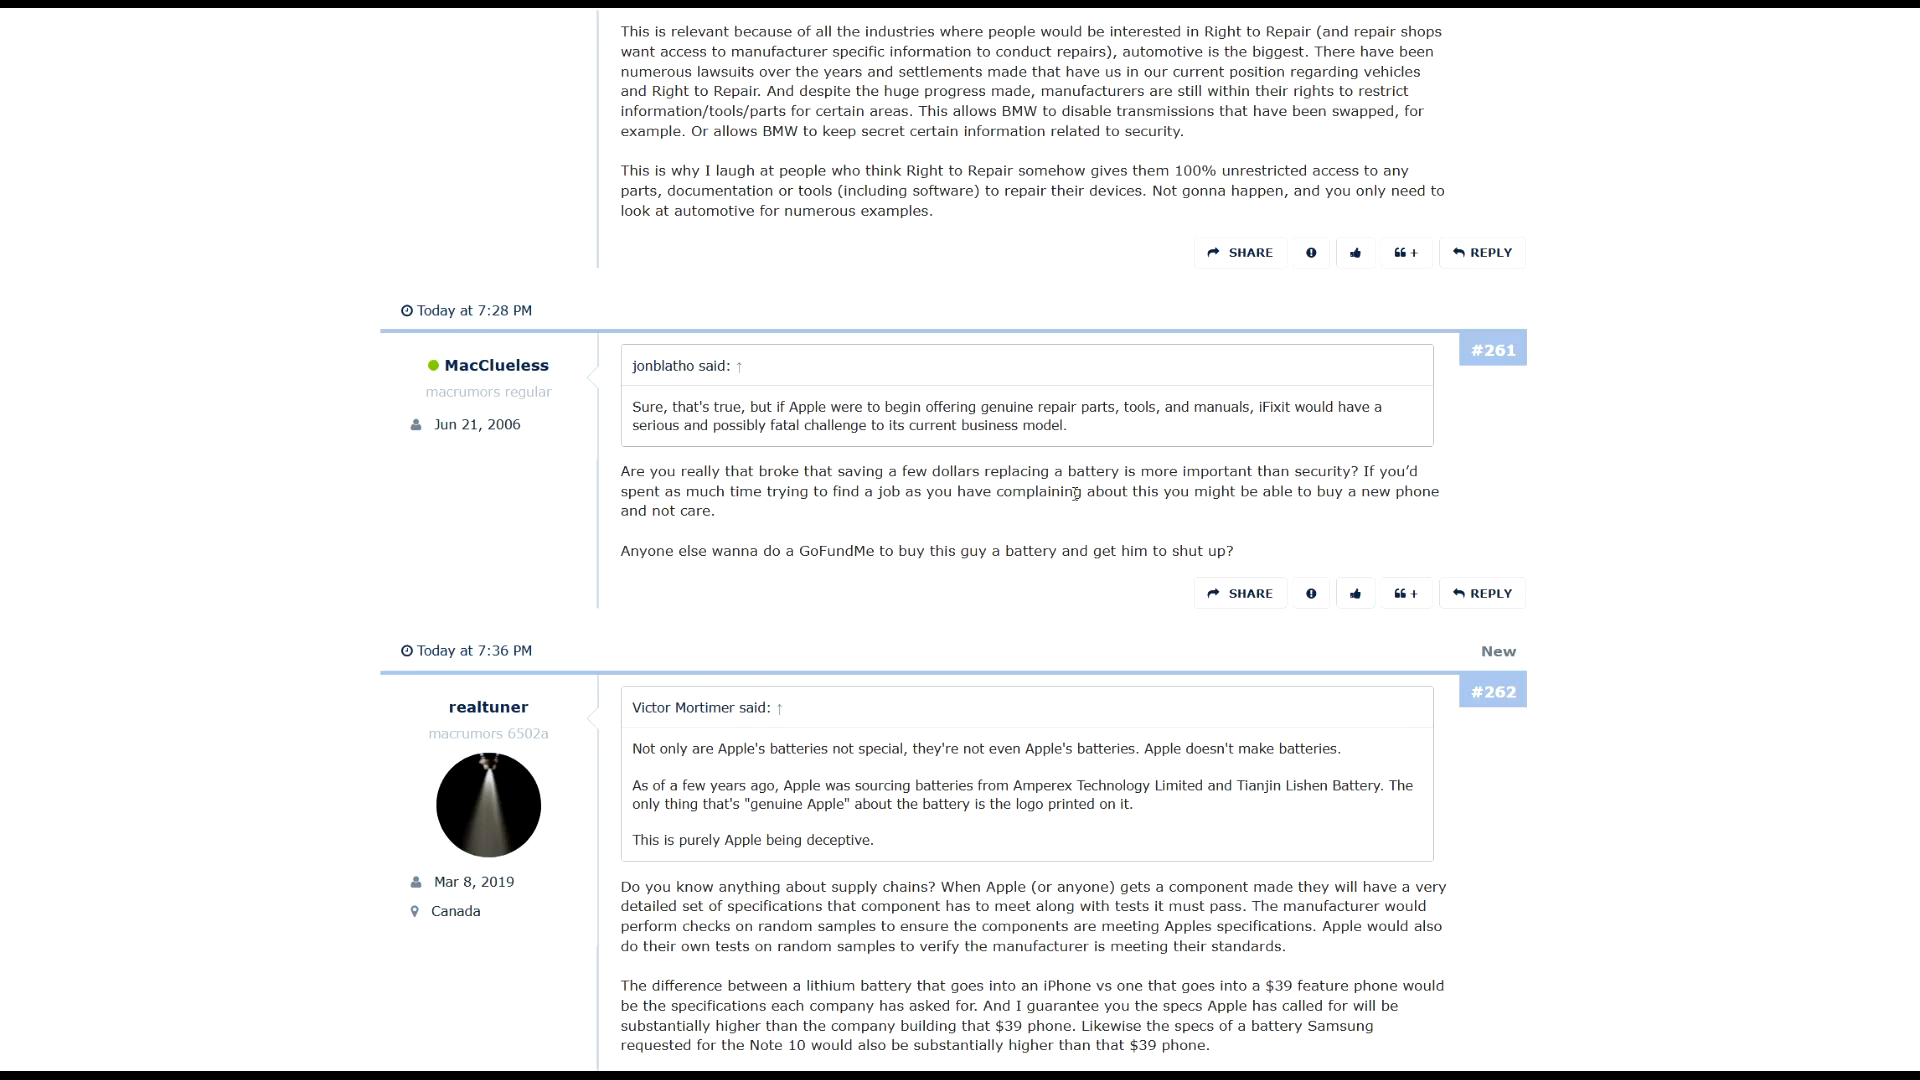 This is relevant because of all the industries where people would be interested in Right to Repair (and repair shops
want access to manufacturer specific information to conduct repairs), automotive is the biggest. There have been
numerous lawsuits over the years and settlements made that have us in our current position regarding vehicles
and Right to Repair. And despite the huge progress made, manufacturers are still within their rights to restrict
information/tools/parts for certain areas. This allows BMW to disable transmissions that have been swapped, for
example. Or allows BMW to keep secret certain information related to security.
This is why I laugh at people who think Right to Repair somehow gives them 100% unrestricted access to any
parts, documentation or tools (including software) to repair their devices. Not gonna happen, and you only need to
look at automotive for numerous examples.
SHARE + REPLY
Today at 7:28 PM
#261
MacClueless
macrumors regular
Jun 21, 2006
jonblatho said: ↑
Sure, that's true, but if Apple were to begin offering genuine repair parts, tools, and manuals, iFixit would have a
serious and possibly fatal challenge to its current business model.
Are you really that broke that saving a few dollars replacing a battery is more important than security? If you’d
spent as much time trying to find a job as you have complaining about this you might be able to buy a new phone
and not care.
Anyone else wanna do a GoFundMe to buy this guy a battery and get him to shut up?
SHARE + REPLY
Today at 7:36 PM
New
#262
realtuner
macrumors 6502a
Mar 8, 2019
Canada
Victor Mortimer said: ↑
Not only are Apple's batteries not special, they're not even Apple's batteries. Apple doesn't make batteries.
As of a few years ago, Apple was sourcing batteries from Amperex Technology Limited and Tianjin Lishen Battery. The
only thing that's "genuine Apple" about the battery is the logo printed on it.
This is purely Apple being deceptive.
Do you know anything about supply chains? When Apple (or anyone) gets a component made they will have a very
detailed set of specifications that component has to meet along with tests it must pass. The manufacturer would
perform checks on random samples to ensure the components are meeting Apples specifications. Apple would also
do their own tests on random samples to verify the manufacturer is meeting their standards.
The difference between a lithium battery that goes into an iPhone vs one that goes into a $39 feature phone would
be the specifications each company has asked for. And I guarantee you the specs Apple has called for will be
substantially higher than the company building that $39 phone. Likewise the specs of a battery Samsung
requested for the Note 10 would also be substantially higher than that $39 phone.